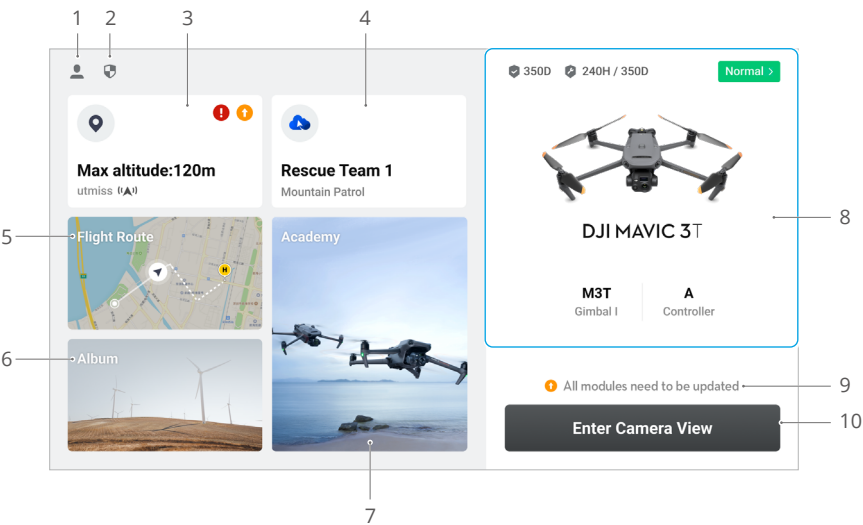 1 2 3 4
350D 240H / 350D Normal >
Max altitude:120m
utmiss
Rescue Team 1
Mountain Patrol
DJI MAVIC 3T
M3T A
Gimbal I Controller
5 Flight Route
Academy
H
8
6 Album
All modules need to be updated 9
Enter Camera View 10
7